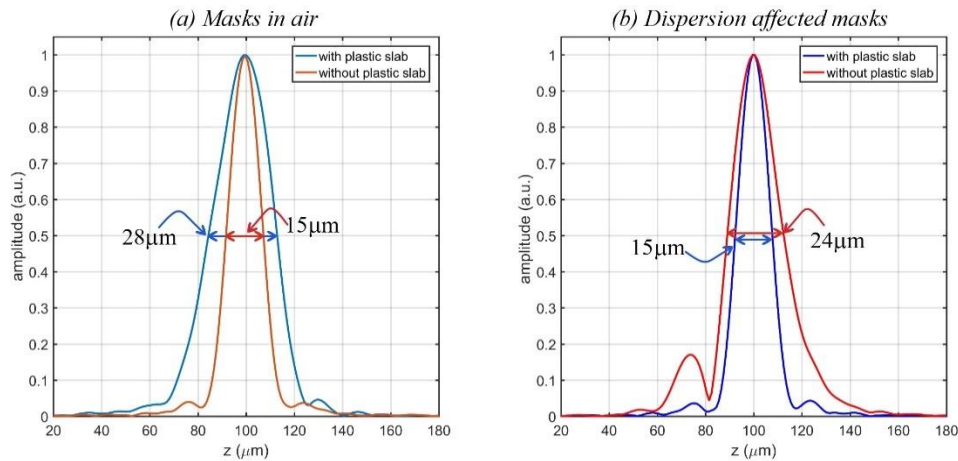 (a) Masks in air
with plastic slab
without plastic slab
1
0.9
0.8
0.7
0.6
0.5
0.4
0.3
0.2
0.1
0
amplitude (a.u.)
28μm
15μm
20 40 60 80 100 120 140 160 180
z (μm)
(b) Dispersion affected masks
with plastic slab
without plastic slab
1
0.9
0.8
0.7
0.6
0.5
0.4
0.3
0.2
0.1
0
amplitude (a.u.)
15μm
24μm
20 40 60 80 100 120 140 160 180
z (μm)